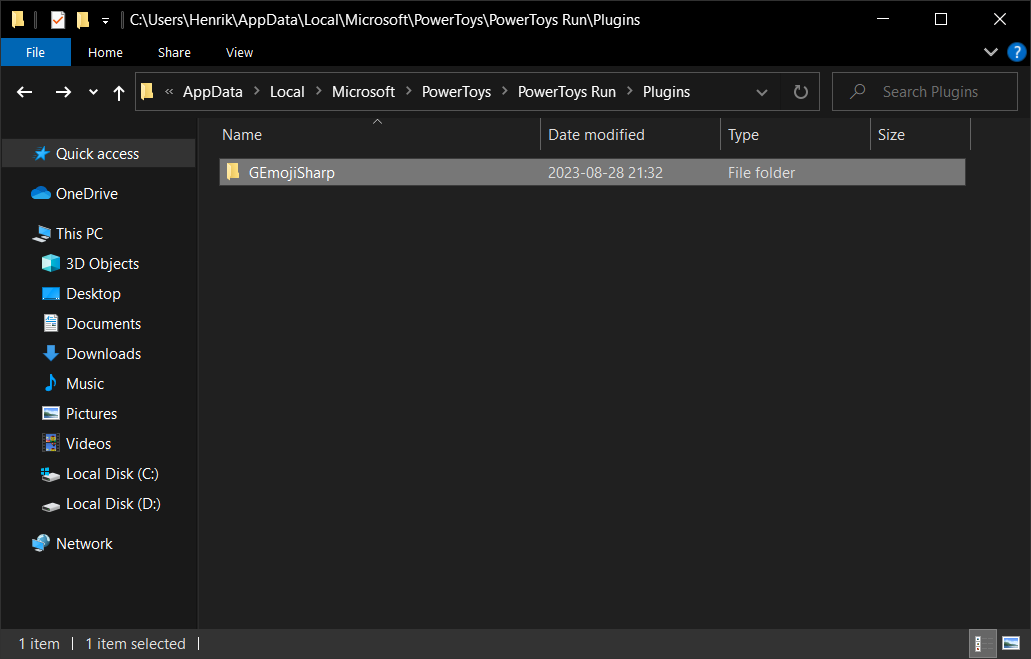 C:\Users\Henrik\AppData\Local\Microsoft\PowerToys\PowerToys Run\Plugins
File Home Share View
« AppData > Local > Microsoft > PowerToys > PowerToys Run > Plugins Search Plugins
Name Date modified Type Size
GEmojiSharp 2023-08-28 21:32 File folder
Quick access
OneDrive
This PC
3D Objects
Desktop
Documents
Downloads
Music
Pictures
Videos
Local Disk (C:)
Local Disk (D:)
Network
1 item 1 item selected